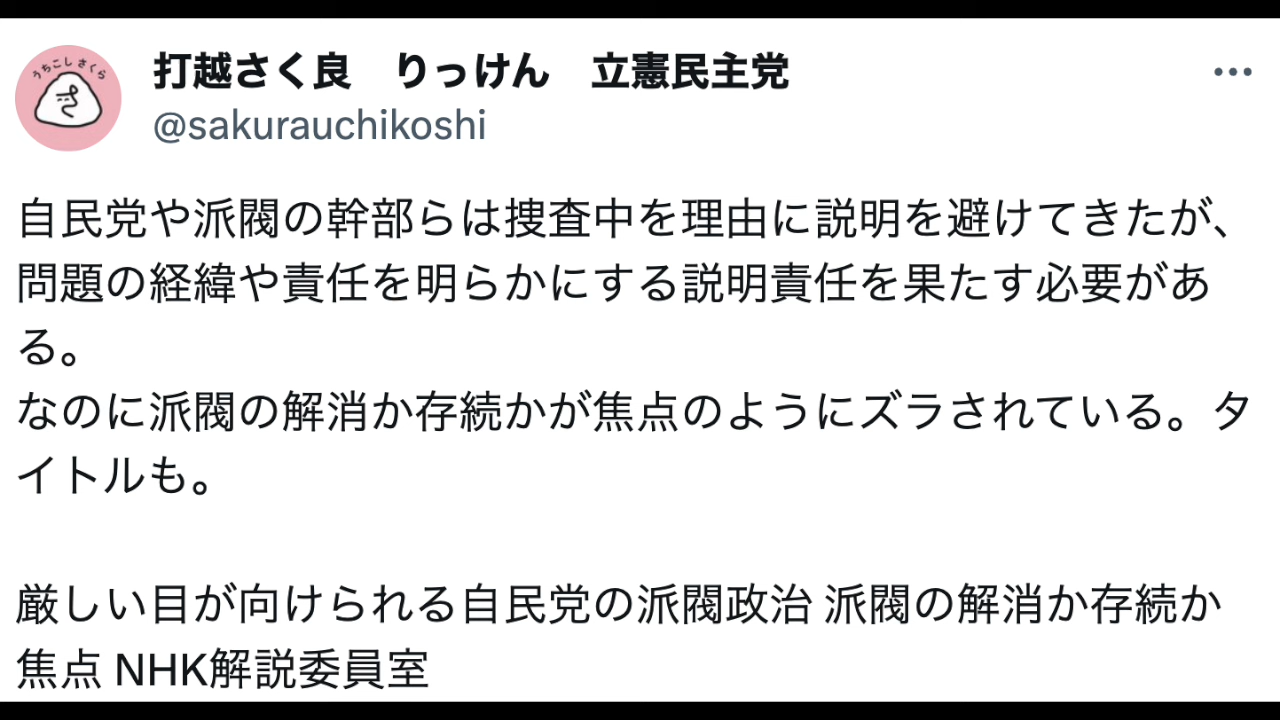 うちこしさくら
打越さく良　りっけん　立憲民主党
@sakurauchikoshi
自民党や派閥の幹部らは捜査中を理由に説明を避けてきたが、
問題の経緯や責任を明らかにする説明責任を果たす必要があ
る。
なのに派閥の解消か存続かが焦点のようにズラされている。タ
イトルも。
厳しい目が向けられる自民党の派閥政治 派閥の解消か存続か
焦点 NHK解説委員室